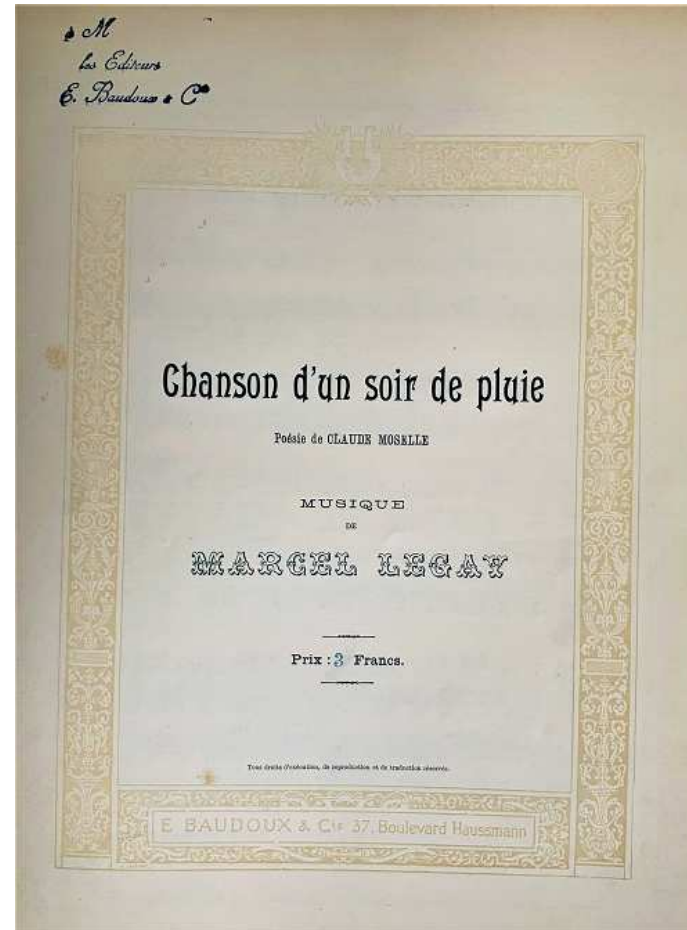 à M
les Editeurs
E. Baudoux & Cie
Chanson d'un soir de pluie
Poésie de CLAUDE MOSELLE
MUSIQUE
DE
MARCEL LEGAY
Prix : 3 Francs.
Tous droits d'exécution, de reproduction et de traduction réservés.
E. BAUDOUX & CIE 37, Boulevard Haussmann